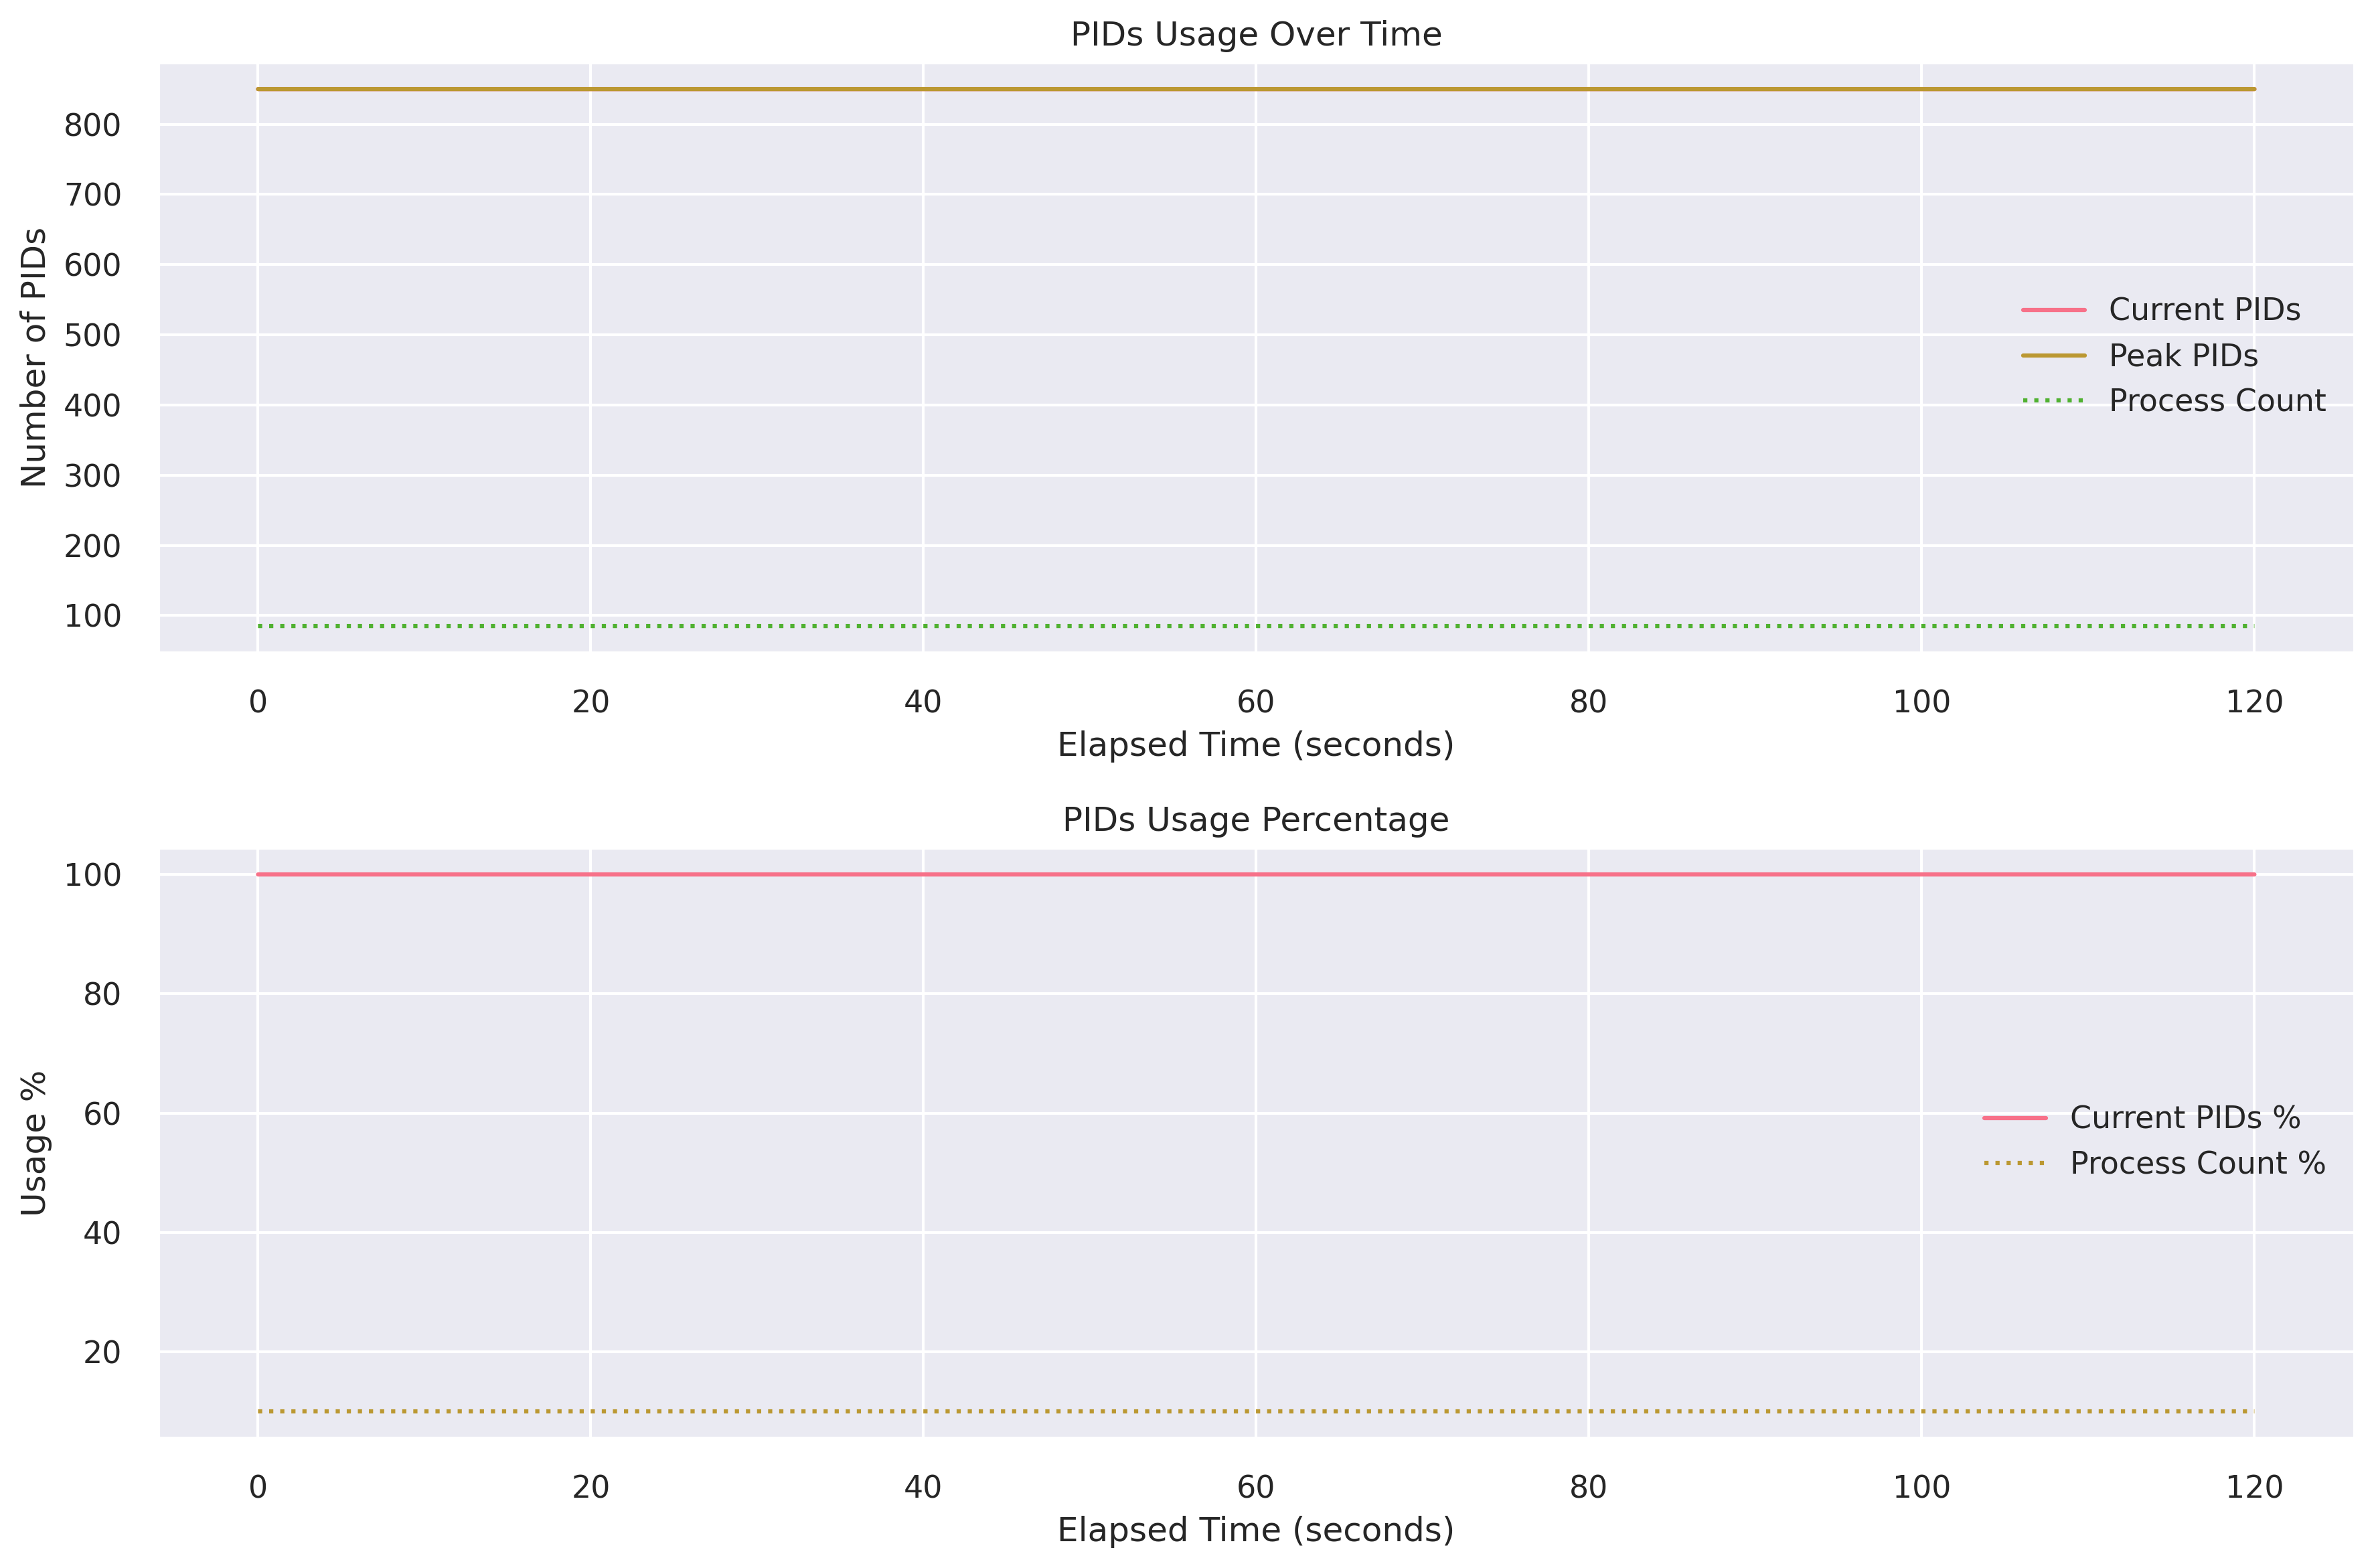 PIDs Usage Over Time
Number of PIDs
800
700
600
500
400
300
200
100
Current PIDs
Peak PIDs
Process Count
0 20 40 60 80 100 120
Elapsed Time (seconds)
PIDs Usage Percentage
Usage %
100
80
60
40
20
Current PIDs %
Process Count %
0 20 40 60 80 100 120
Elapsed Time (seconds)